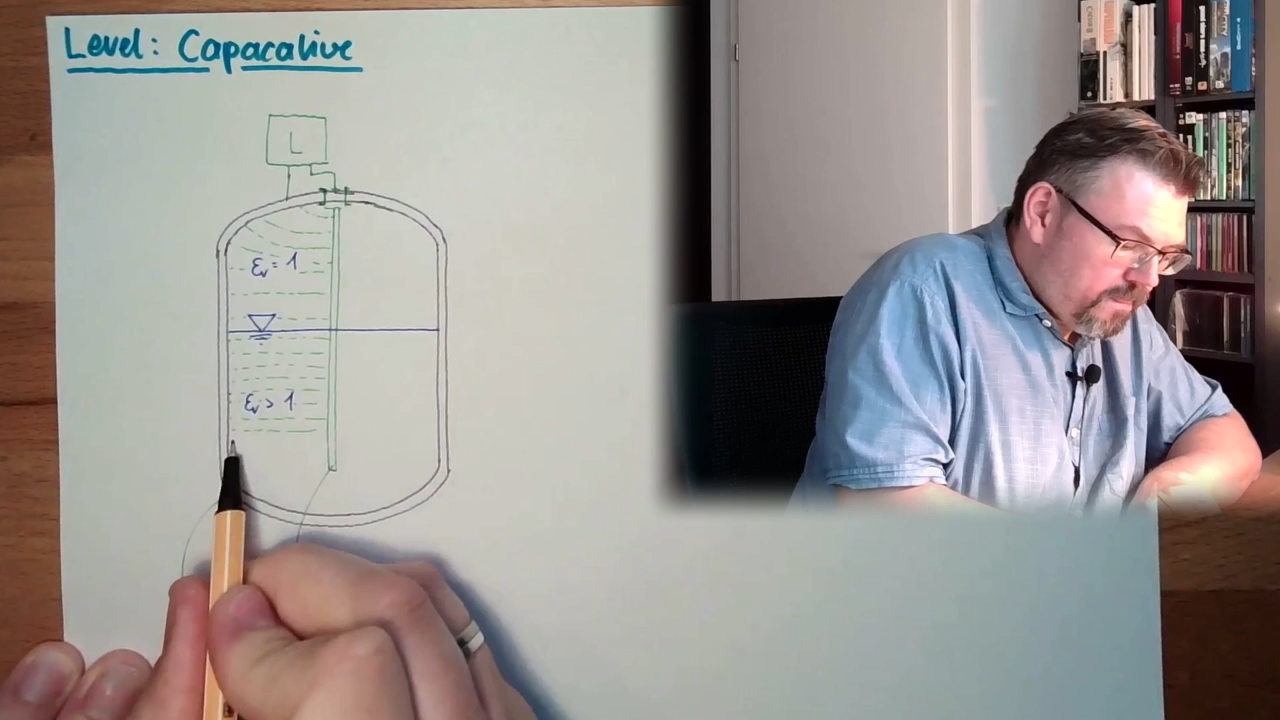 Level: Capacative
L
εᵣ = 1
εᵣ > 1